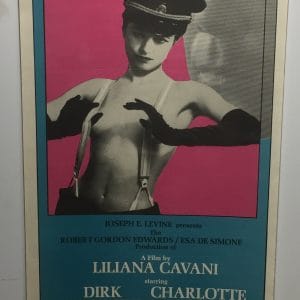 JOSEPH E. LEVINE presents
The
ROBERT GORDON EDWARDS / ESA DE SIMONE
Production of
A Film by
LILIANA CAVANI
starring
DIRK CHARLOTTE